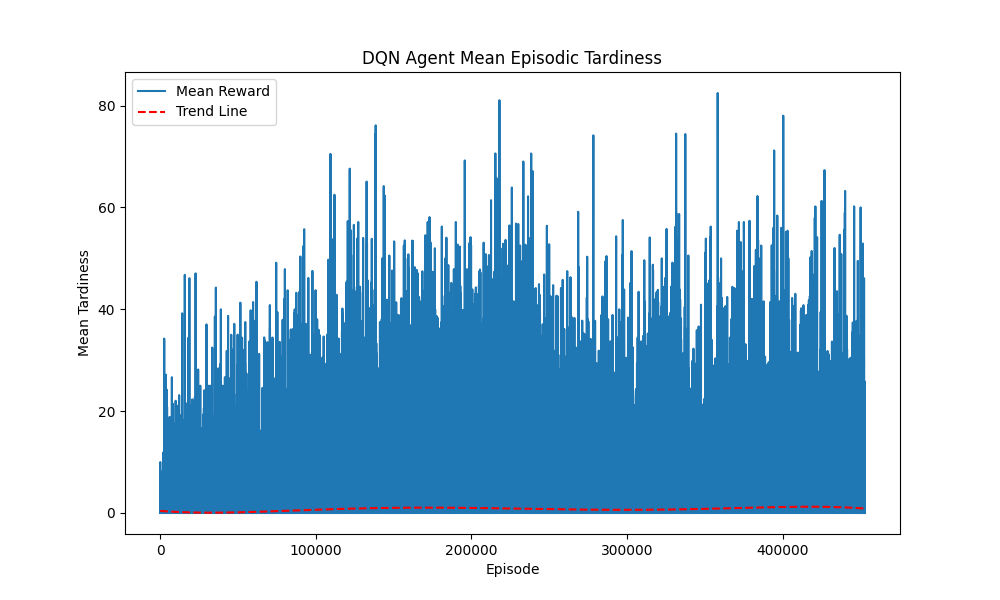 DQN Agent Mean Episodic Tardiness
Mean Reward
Trend Line
Mean Tardiness
80
60
40
20
0
0
100000
200000
300000
400000
Episode